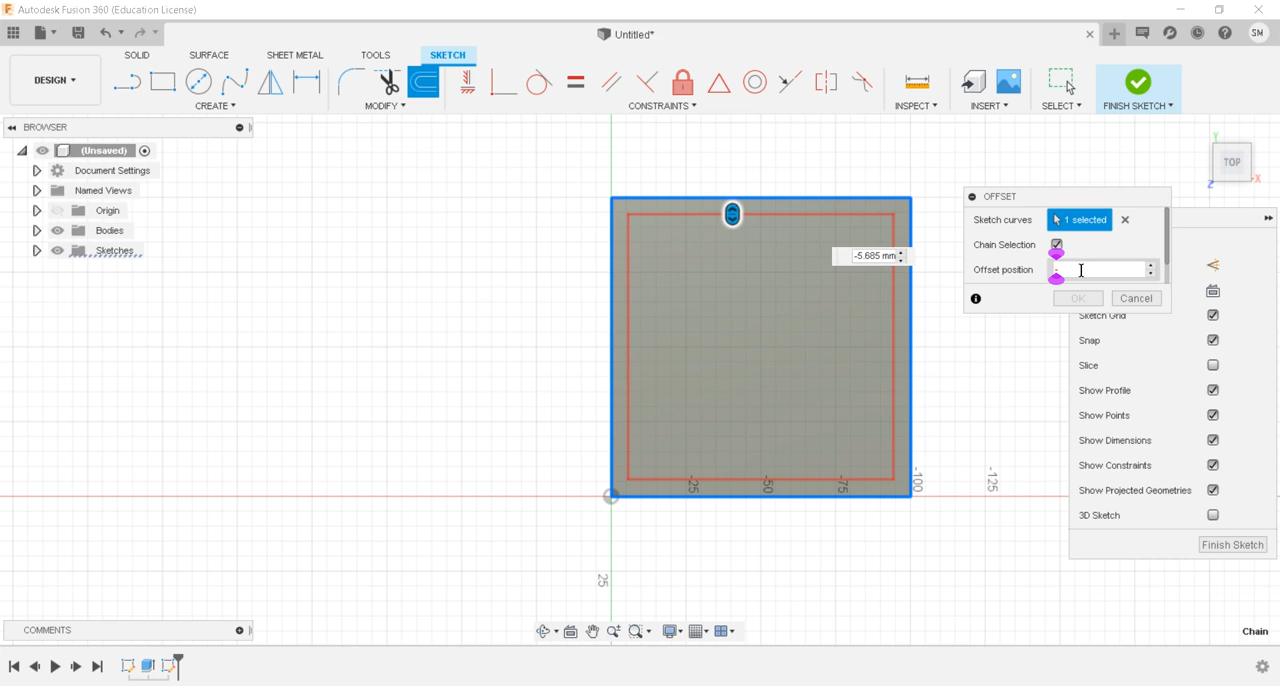 Autodesk Fusion 360 (Education License)
Untitled*
SM
DESIGN
SOLID SURFACE SHEET METAL TOOLS SKETCH
CREATE MODIFY CONSTRAINTS INSPECT INSERT SELECT FINISH SKETCH
BROWSER
(Unsaved)
Document Settings
Named Views
Origin
Bodies
Sketches
Y
TOP
X
Z
OFFSET
Sketch curves 1 selected
Chain Selection
Offset position -
OK Cancel
-5.685 mm
Sketch Grid
Snap
Slice
Show Profile
Show Points
Show Dimensions
Show Constraints
Show Projected Geometries
3D Sketch
Finish Sketch
-25 -50 -75 -100 -125
25
COMMENTS
Chain